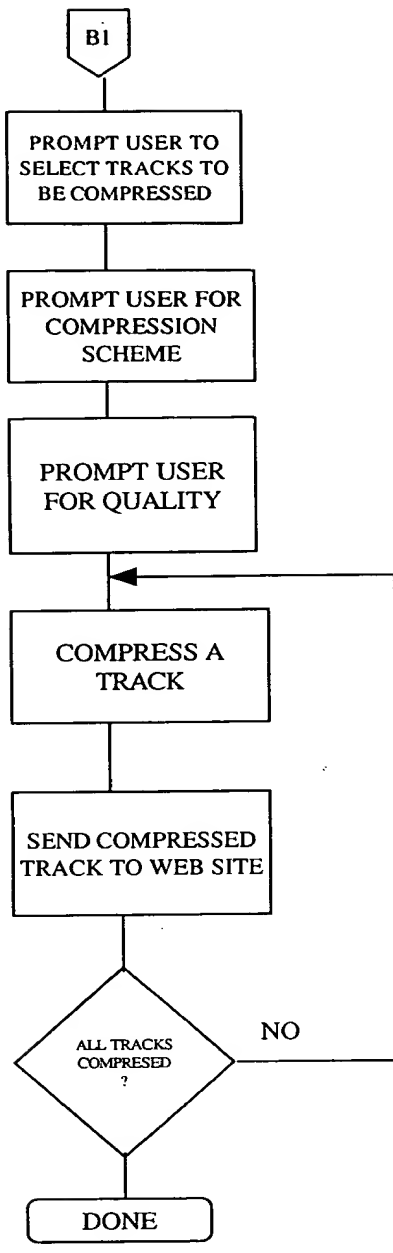 B1
PROMPT USER TO
SELECT TRACKS TO
BE COMPRESSED
PROMPT USER FOR
COMPRESSION
SCHEME
PROMPT USER
FOR QUALITY
COMPRESS A
TRACK
SEND COMPRESSED
TRACK TO WEB SITE
ALL TRACKS
COMPRESED
?
NO
DONE